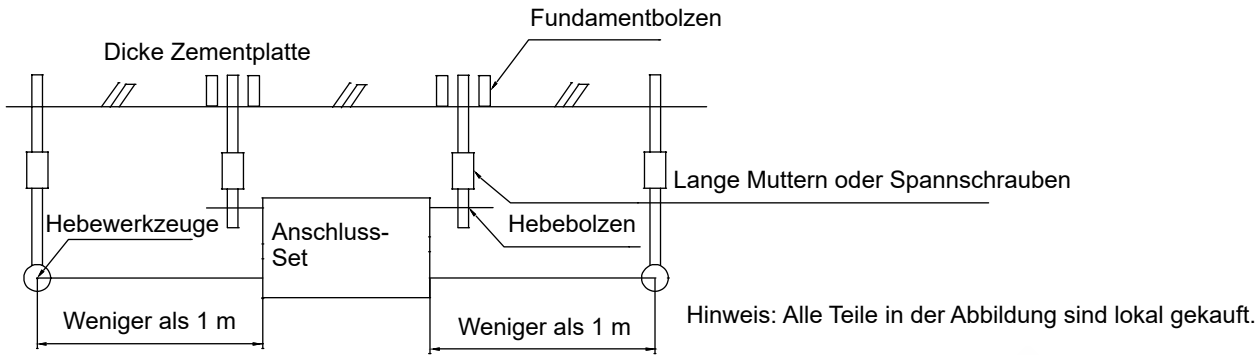 Fundamentbolzen
Dicke Zementplatte
Lange Muttern oder Spannschrauben
Hebewerkzeuge
Anschluss-
Set
Hebebolzen
Weniger als 1 m
Weniger als 1 m
Hinweis: Alle Teile in der Abbildung sind lokal gekauft.